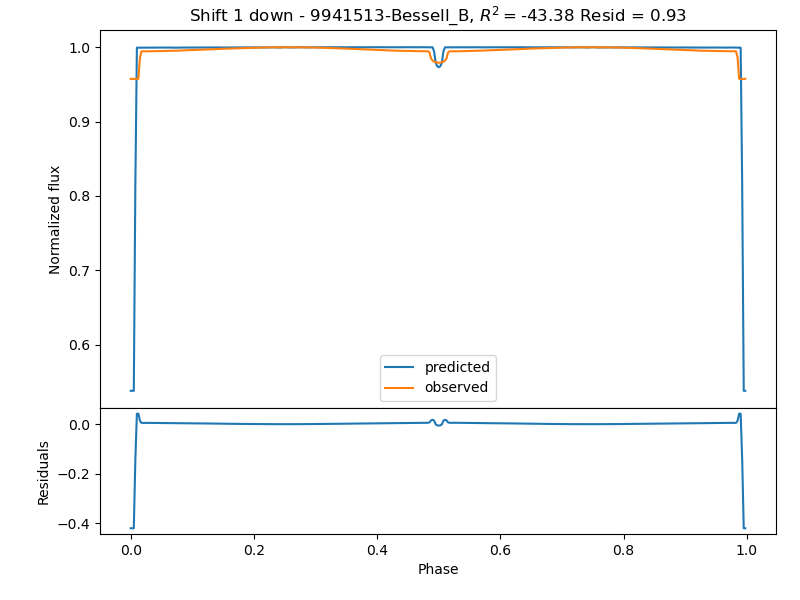 Shift 1 down - 9941513-Bessell_B, $R^2 = $-43.38 Resid = 0.93
Normalized flux
1.0
0.9
0.8
0.7
0.6
predicted
observed
Residuals
0.0
−0.2
−0.4
0.0 0.2 0.4 0.6 0.8 1.0
Phase